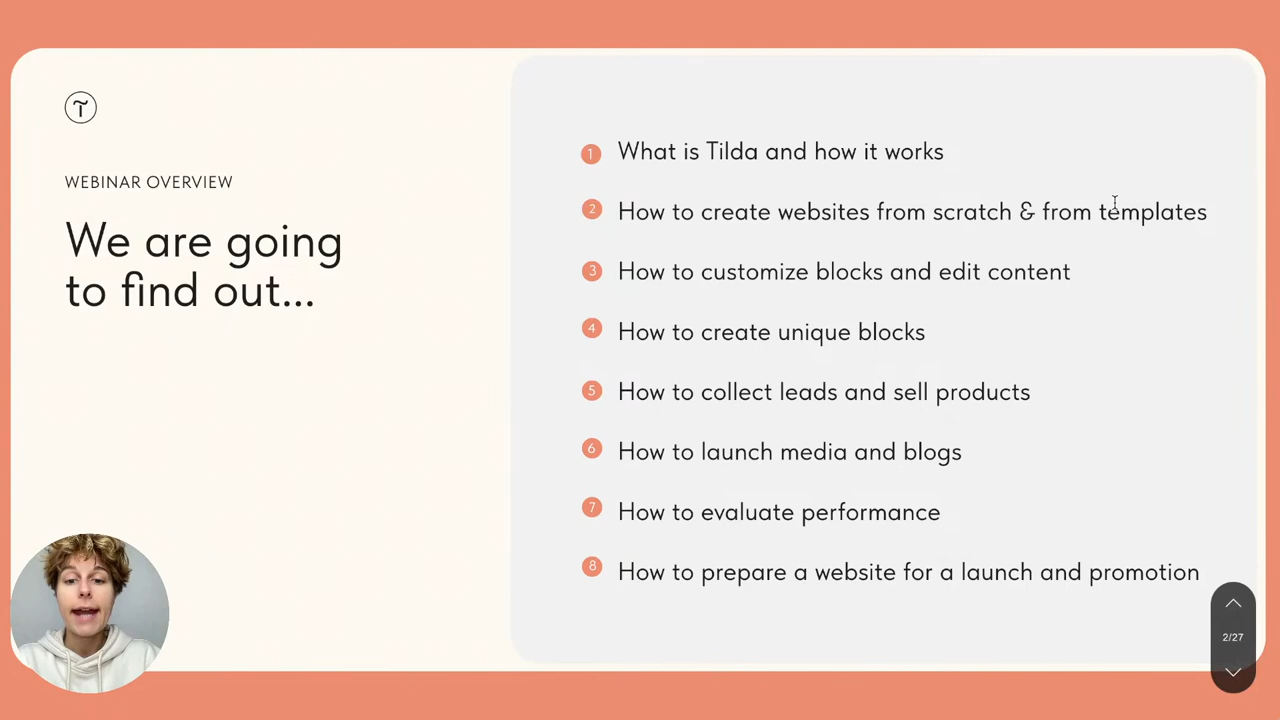 WEBINAR OVERVIEW
We are going
to find out...
1 What is Tilda and how it works
2 How to create websites from scratch & from templates
3 How to customize blocks and edit content
4 How to create unique blocks
5 How to collect leads and sell products
6 How to launch media and blogs
7 How to evaluate performance
8 How to prepare a website for a launch and promotion
2/27